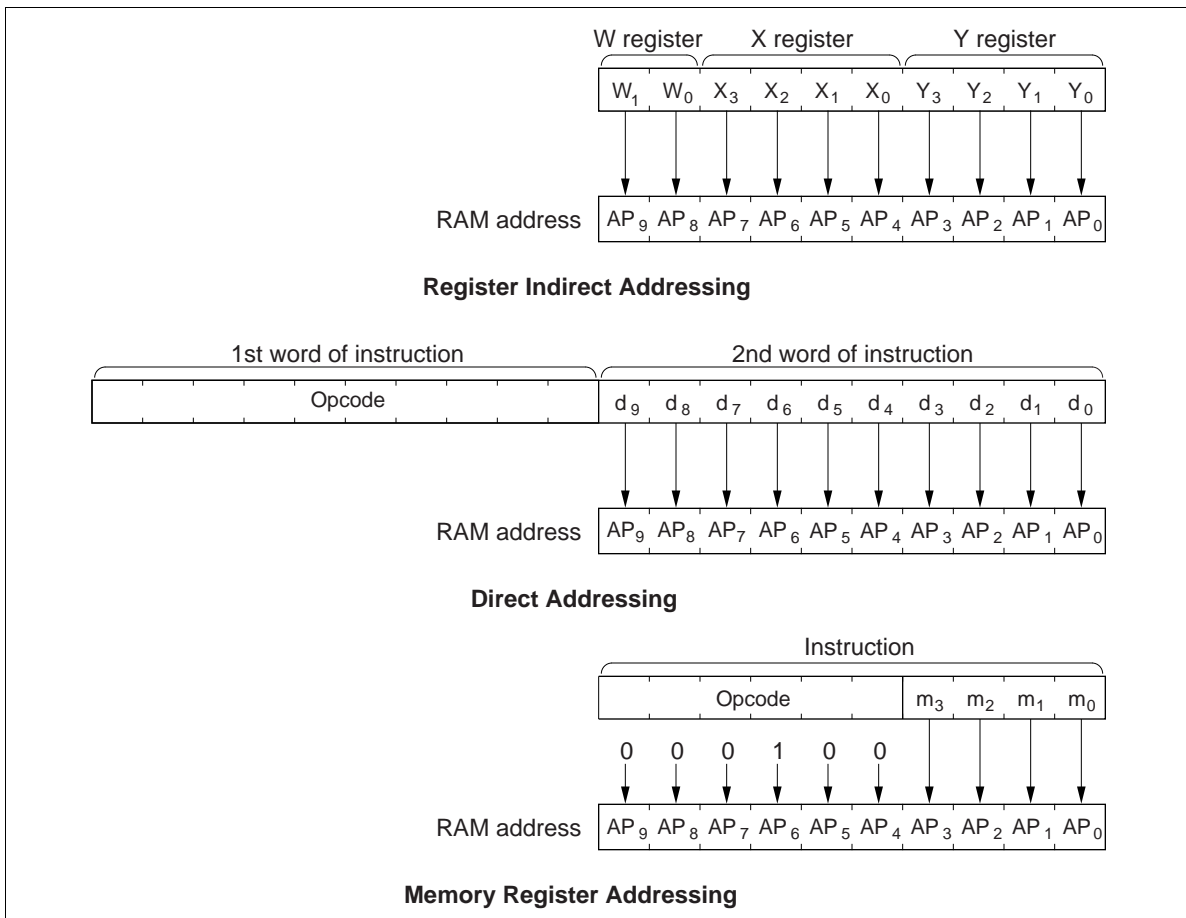 W register X register Y register
W1 W0 X3 X2 X1 X0 Y3 Y2 Y1 Y0
RAM address AP9 AP8 AP7 AP6 AP5 AP4 AP3 AP2 AP1 AP0
Register Indirect Addressing
1st word of instruction 2nd word of instruction
Opcode d9 d8 d7 d6 d5 d4 d3 d2 d1 d0
RAM address AP9 AP8 AP7 AP6 AP5 AP4 AP3 AP2 AP1 AP0
Direct Addressing
Instruction
Opcode m3 m2 m1 m0
0 0 0 1 0 0
RAM address AP9 AP8 AP7 AP6 AP5 AP4 AP3 AP2 AP1 AP0
Memory Register Addressing